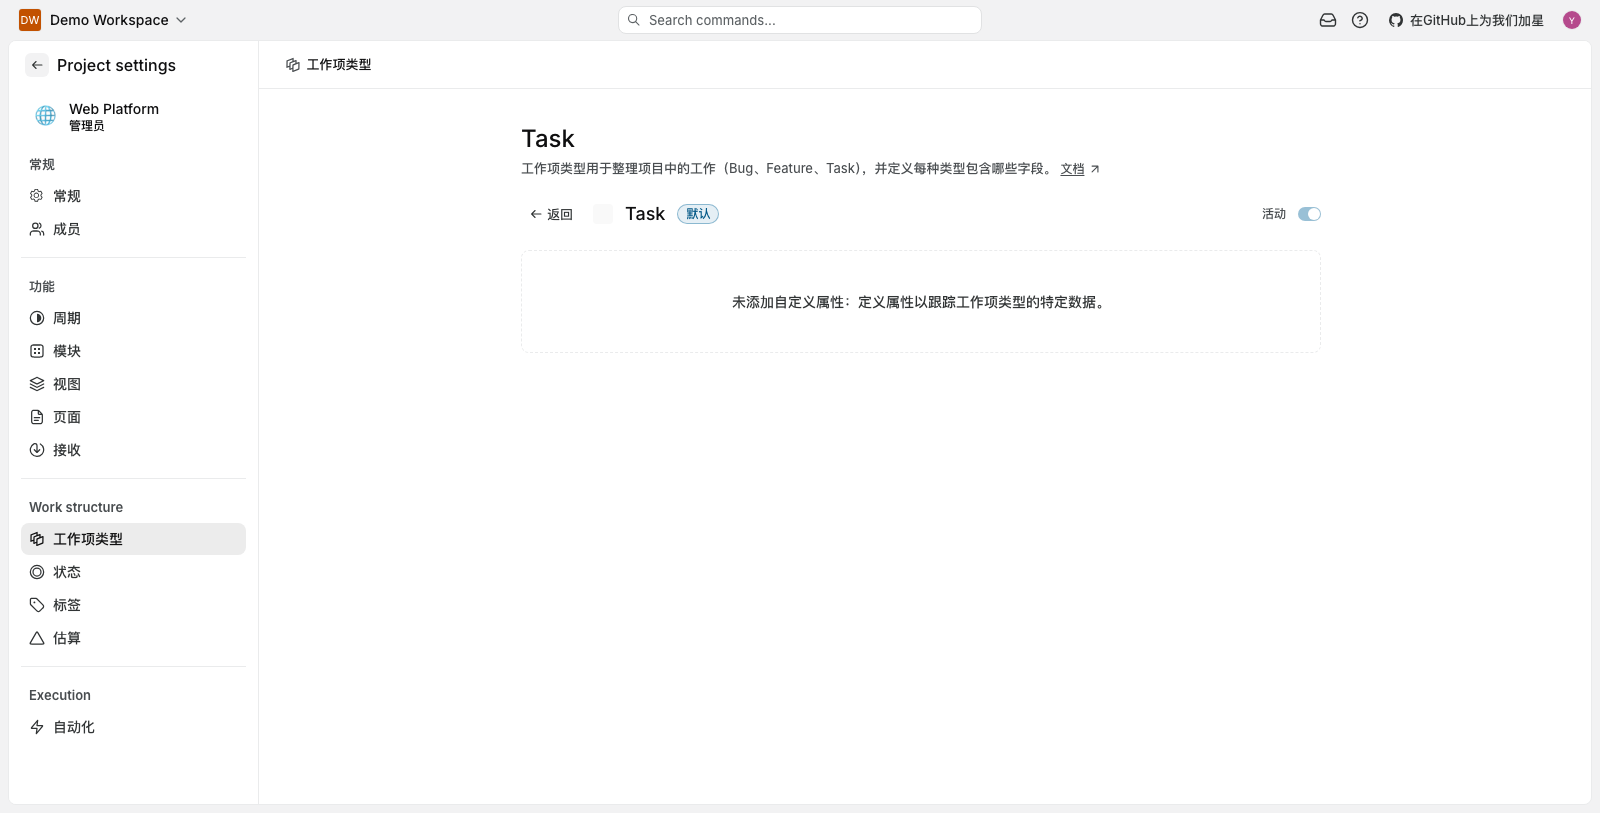 DW Demo Workspace
Search commands...
在GitHub上为我们加星
Y
Project settings
Web Platform
管理员
常规
常规
成员
功能
周期
模块
视图
页面
接收
Work structure
工作项类型
状态
标签
估算
Execution
自动化
工作项类型
Task
工作项类型用于整理项目中的工作（Bug、Feature、Task），并定义每种类型包含哪些字段。 文档
返回 Task 默认 活动
未添加自定义属性：定义属性以跟踪工作项类型的特定数据。